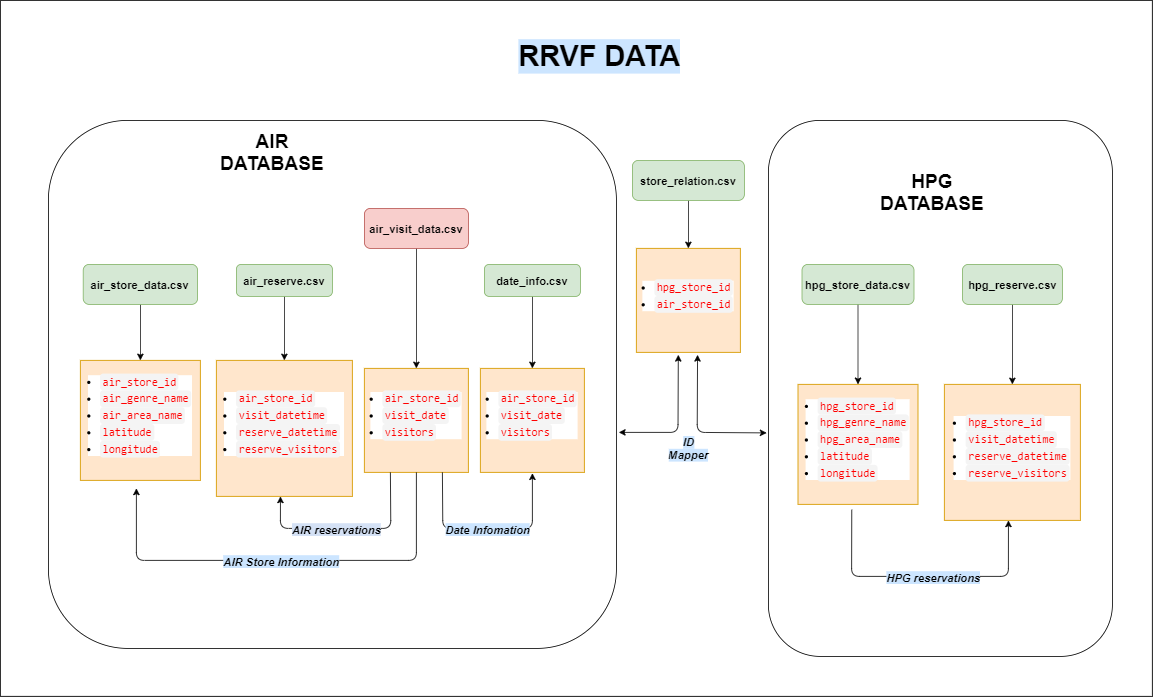 RRVF DATA
AIR
DATABASE
air_store_data.csv
air_store_id
air_genre_name
air_area_name
latitude
longitude
air_reserve.csv
air_store_id
visit_datetime
reserve_datetime
reserve_visitors
air_visit_data.csv
air_store_id
visit_date
visitors
date_info.csv
air_store_id
visit_date
visitors
AIR reservations
Date Infomation
AIR Store Information
store_relation.csv
hpg_store_id
air_store_id
ID
Mapper
HPG
DATABASE
hpg_store_data.csv
hpg_store_id
hpg_genre_name
hpg_area_name
latitude
longitude
hpg_reserve.csv
hpg_store_id
visit_datetime
reserve_datetime
reserve_visitors
HPG reservations